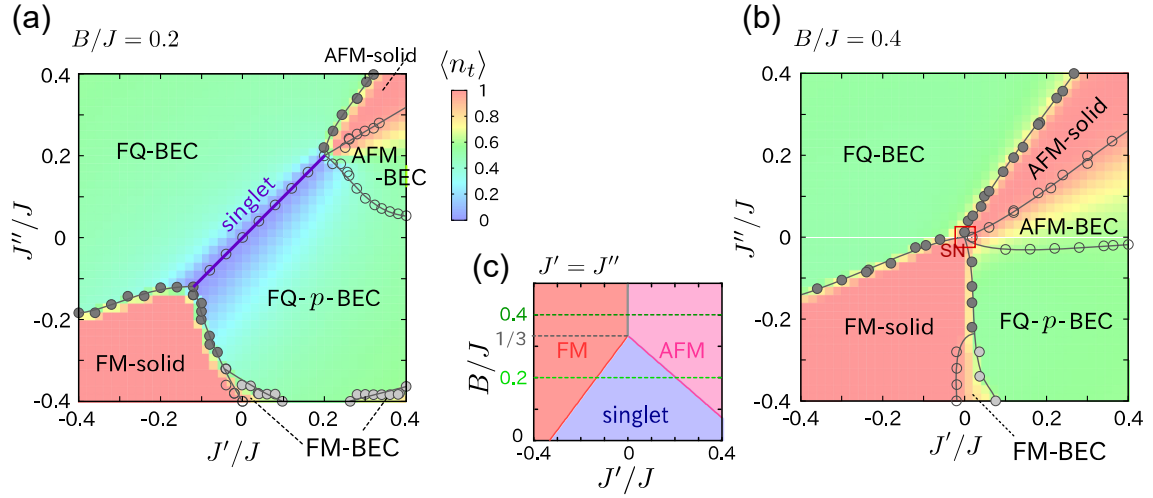 (a)
B/J = 0.2
AFM-solid
⟨n_t⟩
1
0.8
0.6
0.4
0.2
0
0.4
0.2
0
-0.2
-0.4
J''/J
FQ-BEC
AFM
-BEC
singlet
FQ-p-BEC
FM-solid
FM-BEC
-0.4
-0.2
0
0.2
0.4
J'/J
(c)
J' = J''
0.4
1/3
0.2
0
B/J
FM
AFM
singlet
-0.4
0
0.4
J'/J
(b)
B/J = 0.4
0.4
0.2
0
-0.2
-0.4
J''/J
FQ-BEC
AFM-solid
AFM-BEC
SN
FM-solid
FQ-p-BEC
-0.4
-0.2
0
0.2
0.4
J'/J
FM-BEC